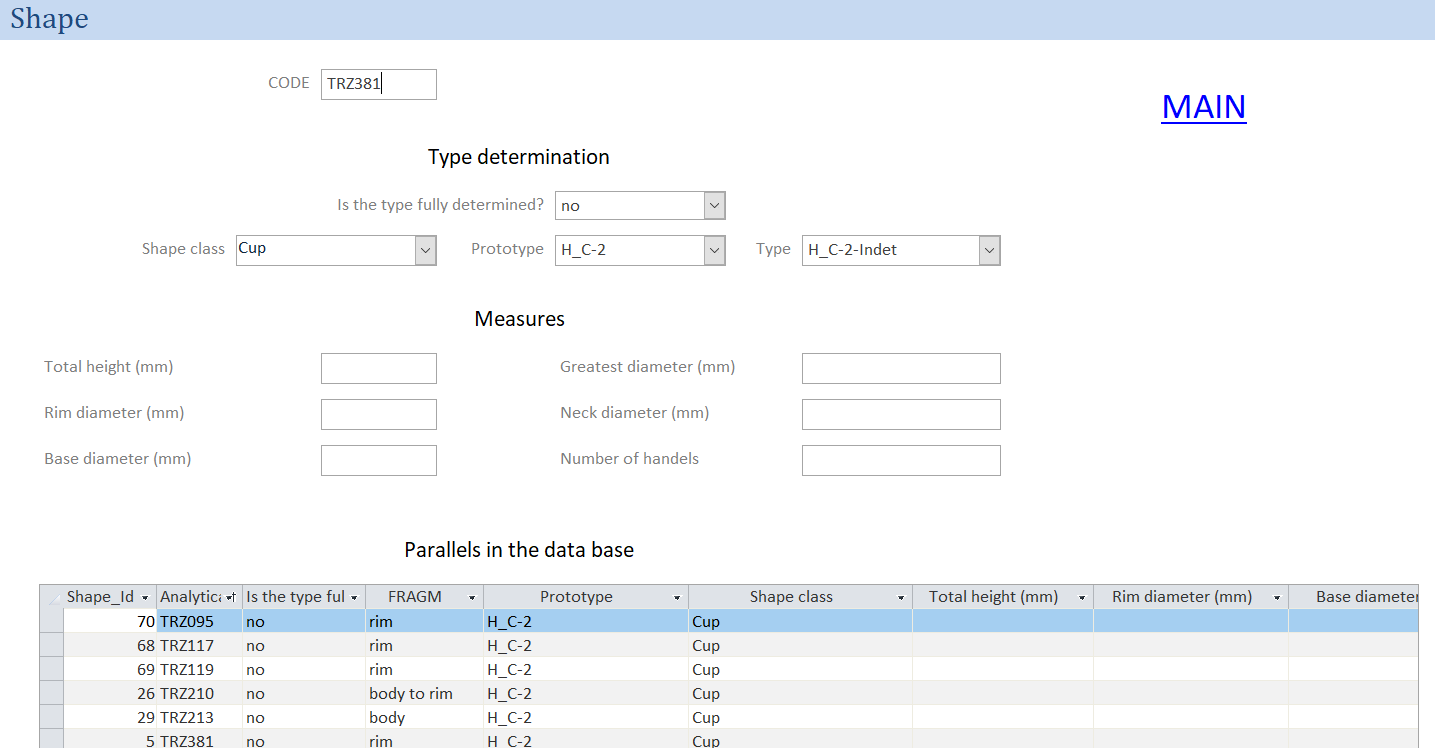 Shape
CODE TRZ381
MAIN
Type determination
Is the type fully determined? no
Shape class Cup Prototype H_C-2 Type H_C-2-Indet
Measures
Total height (mm) Greatest diameter (mm)
Rim diameter (mm) Neck diameter (mm)
Base diameter (mm) Number of handels
Parallels in the data base
Shape_Id Analytica Is the type ful FRAGM Prototype Shape class Total height (mm) Rim diameter (mm) Base diameter
70 TRZ095 no rim H_C-2 Cup
68 TRZ117 no rim H_C-2 Cup
69 TRZ119 no rim H_C-2 Cup
26 TRZ210 no body to rim H_C-2 Cup
29 TRZ213 no body H_C-2 Cup
5 TRZ381 no rim H_C-2 Cup